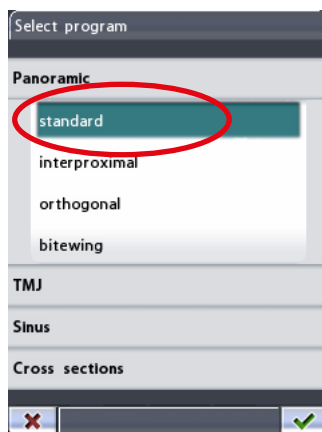 Select program
Panoramic
standard
interproximal
orthogonal
bitewing
TMJ
Sinus
Cross sections